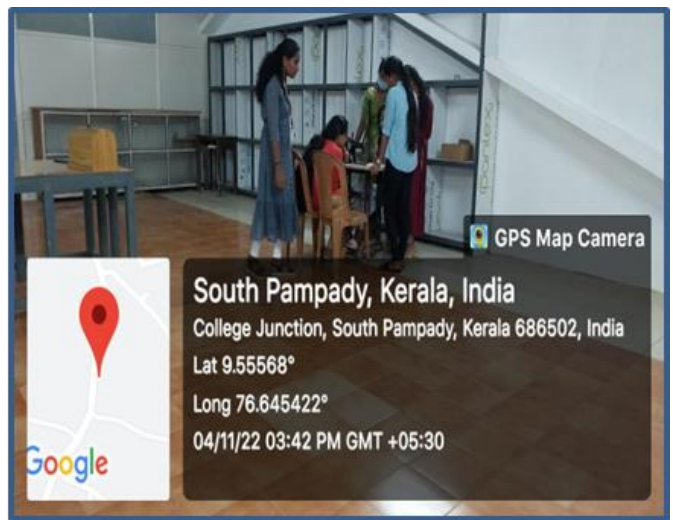 GPS Map Camera
South Pampady, Kerala, India
College Junction, South Pampady, Kerala 686502, India
Lat 9.55568°
Long 76.645422°
04/11/22 03:42 PM GMT +05:30
Google